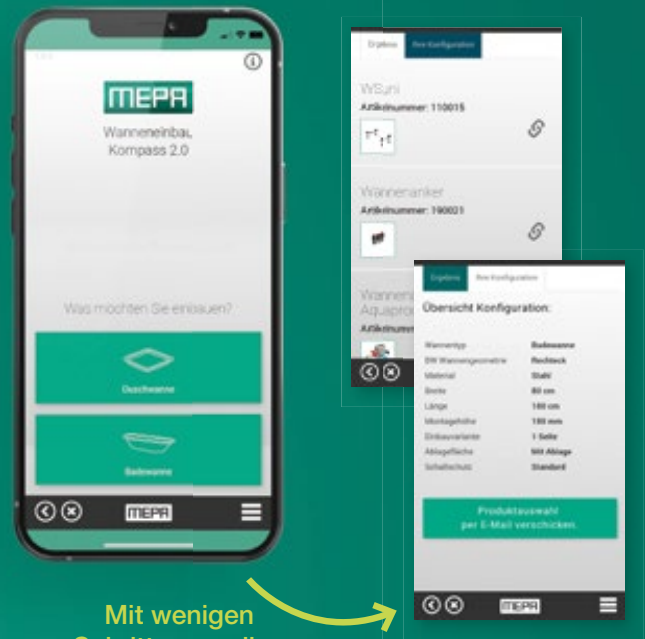 MEPA
Wanneneinbau
Kompass 2.0
Was möchten Sie einbauen?
Duschwanne
Badewanne
MEPA
Ergebnis Ihre Konfiguration
WS
Artikelnummer: 110015
Wannenanker
Artikelnummer: 190021
Ergebnis Ihre Konfiguration
Übersicht Konfiguration:
Wannentyp Badewanne
BW Wannengeometrie Rechteck
Material Stahl
Breite 80 cm
Länge 180 cm
Montagehöhe 180 mm
Einbauvariante 1 Seite
Ablagefläche Mit Ablage
Schallschutz Standard
Produktauswahl
per E-Mail verschicken.
MEPA
Mit wenigen